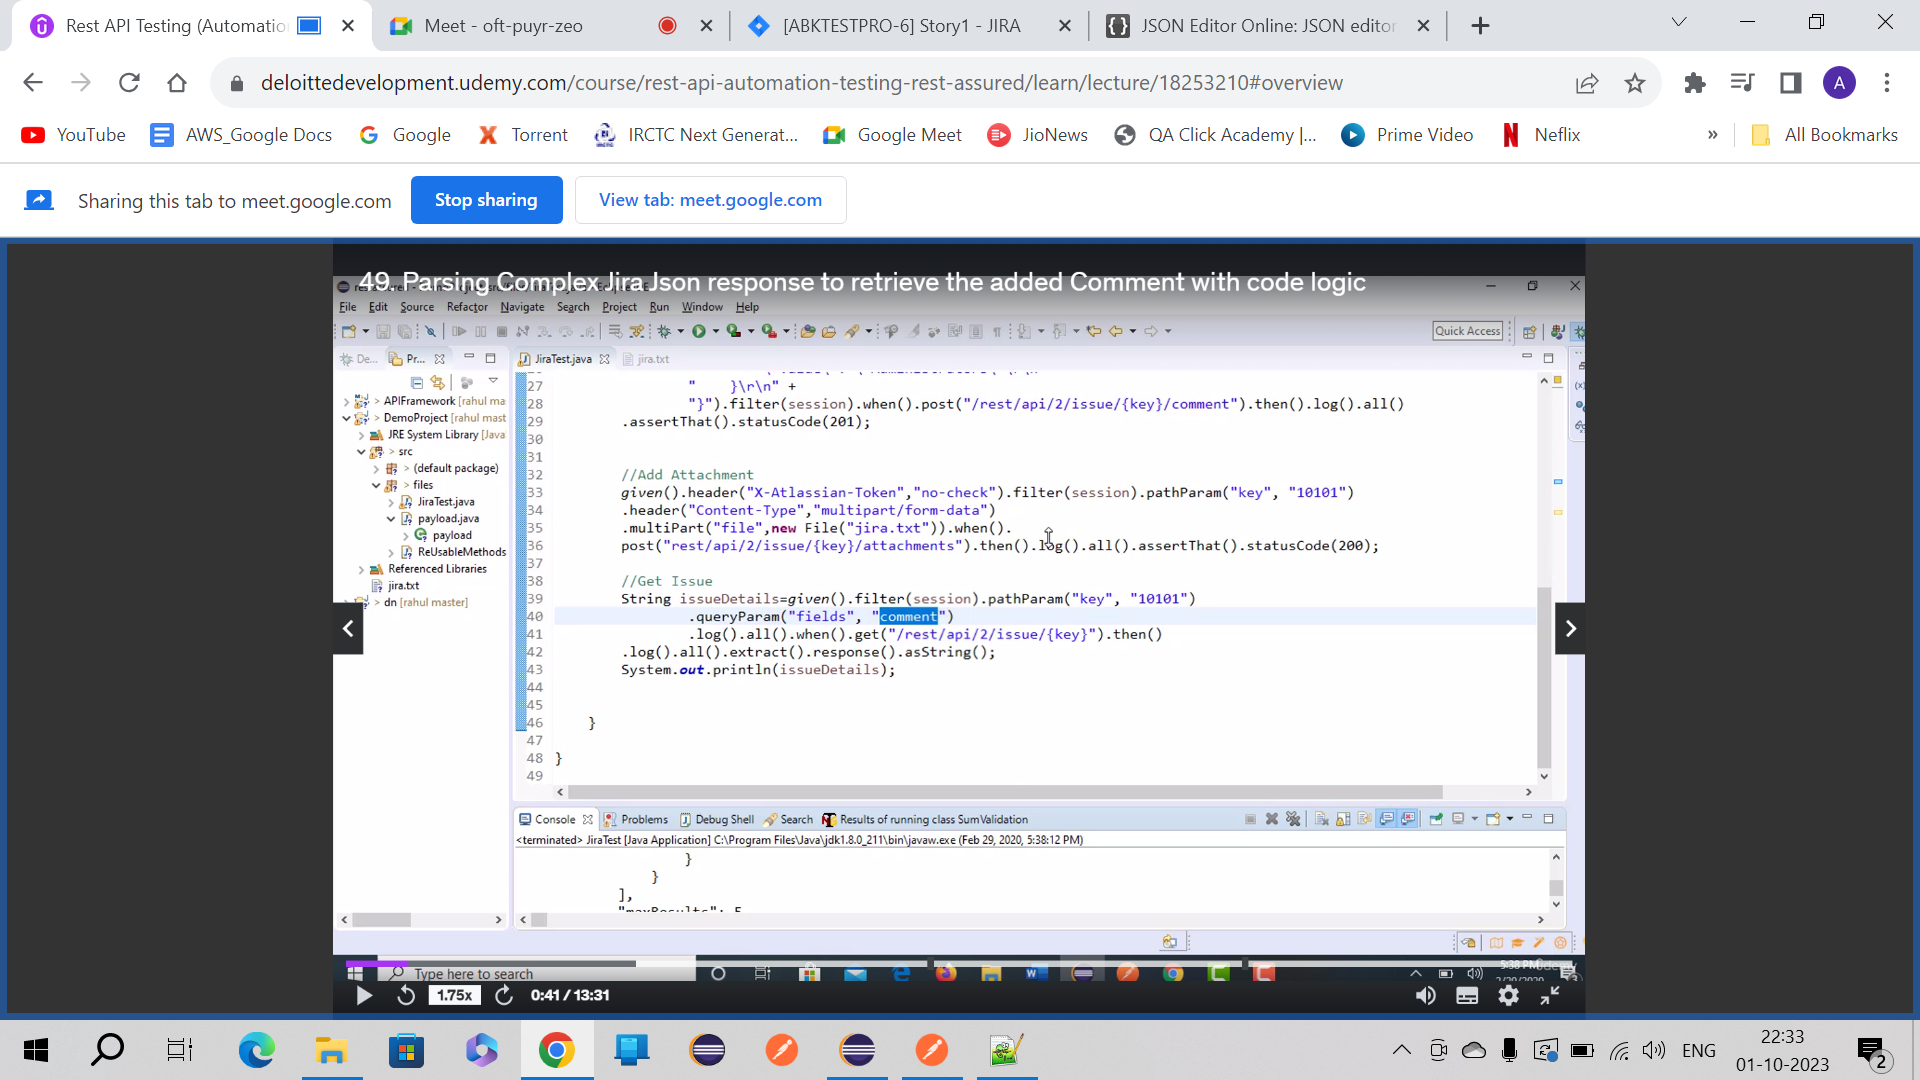 Rest API Testing (Automatio
Meet - oft-puyr-zeo
[ABKTESTPRO-6] Story1 - JIRA
JSON Editor Online: JSON editor
deloittedevelopment.udemy.com/course/rest-api-automation-testing-rest-assured/learn/lecture/18253210#overview
A
YouTube
AWS_Google Docs
Google
Torrent
IRCTC Next Generat...
Google Meet
JioNews
QA Click Academy |...
Prime Video
Neflix
»
All Bookmarks
Sharing this tab to meet.google.com
Stop sharing
View tab: meet.google.com
49. Parsing Complex Jira Json response to retrieve the added Comment with code logic
File Edit Source Refactor Navigate Search Project Run Window Help
Quick Access
De...
Pr...
JiraTest.java
jira.txt
> APIFramework [rahul ma
> DemoProject [rahul mast
JRE System Library [Java
> src
> (default package)
> files
> JiraTest.java
> payload.java
> payload
> ReUsableMethods
Referenced Libraries
jira.txt
> dn [rahul master]
27 " }\r\n" +
28 "}").filter(session).when().post("/rest/api/2/issue/{key}/comment").then().log().all()
29 .assertThat().statusCode(201);
30
31
32 //Add Attachment
33 given().header("X-Atlassian-Token","no-check").filter(session).pathParam("key", "10101")
34 .header("Content-Type","multipart/form-data")
35 .multiPart("file",new File("jira.txt")).when().
36 post("rest/api/2/issue/{key}/attachments").then().log().all().assertThat().statusCode(200);
37
38 //Get Issue
39 String issueDetails=given().filter(session).pathParam("key", "10101")
40 .queryParam("fields", "comment")
41 .log().all().when().get("/rest/api/2/issue/{key}").then()
42 .log().all().extract().response().asString();
43 System.out.println(issueDetails);
44
45
46 }
47
48 }
49
Console
Problems
Debug Shell
Search
Results of running class SumValidation
<terminated> JiraTest [Java Application] C:\Program Files\Java\jdk1.8.0_211\bin\javaw.exe (Feb 29, 2020, 5:38:12 PM)
}
}
],
"maxResults": 5
Type here to search
5:38 PM
udemy
1.75x
0:41 / 13:31
ENG
22:33
01-10-2023
2